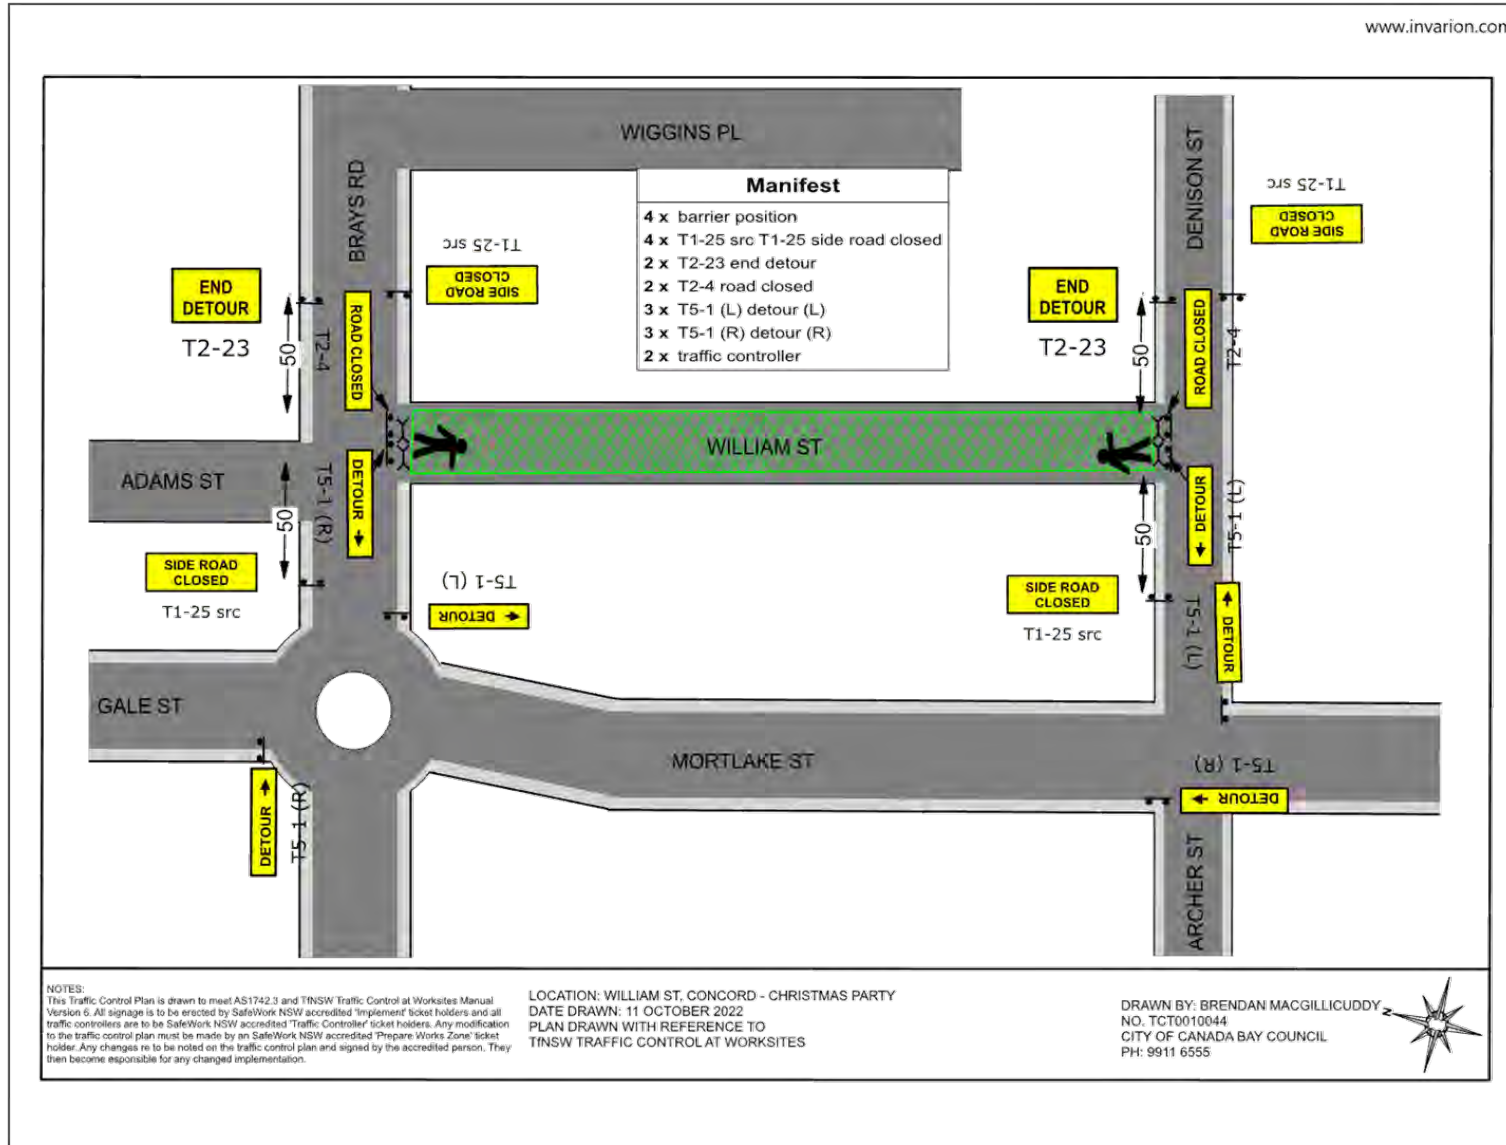 www.invarion.com
WIGGINS PL
BRAYS RD
DENISON ST
Manifest
4 x barrier position
4 x T1-25 src T1-25 side road closed
2 x T2-23 end detour
2 x T2-4 road closed
3 x T5-1 (L) detour (L)
3 x T5-1 (R) detour (R)
2 x traffic controller
T1-25 src
SIDE ROAD
CLOSED
T1-25 src
SIDE ROAD
CLOSED
END
DETOUR
T2-23
50
T2-4
ROAD CLOSED
END
DETOUR
T2-23
50
ROAD CLOSED
T2-4
WILLIAM ST
ADAMS ST
50
T5-1 (R)
DETOUR
50
DETOUR
T5-1 (L)
SIDE ROAD
CLOSED
T1-25 src
T5-1 (L)
DETOUR
SIDE ROAD
CLOSED
T1-25 src
T5-1 (L)
DETOUR
GALE ST
MORTLAKE ST
DETOUR
T5-1 (R)
T5-1 (R)
DETOUR
ARCHER ST
NOTES:
This Traffic Control Plan is drawn to meet AS1742.3 and TfNSW Traffic Control at Worksites Manual
Version 6. All signage is to be erected by SafeWork NSW accredited 'Implement' ticket holders and all
traffic controllers are to be SafeWork NSW accredited 'Traffic Controller' ticket holders. Any modification
to the traffic control plan must be made by an SafeWork NSW accredited 'Prepare Works Zone' ticket
holder. Any changes re to be noted on the traffic control plan and signed by the accredited person. They
then become esponsible for any changed implementation.
LOCATION: WILLIAM ST, CONCORD - CHRISTMAS PARTY
DATE DRAWN: 11 OCTOBER 2022
PLAN DRAWN WITH REFERENCE TO
TfNSW TRAFFIC CONTROL AT WORKSITES
DRAWN BY: BRENDAN MACGILLICUDDY
NO. TCT0010044
CITY OF CANADA BAY COUNCIL
PH: 9911 6555
N